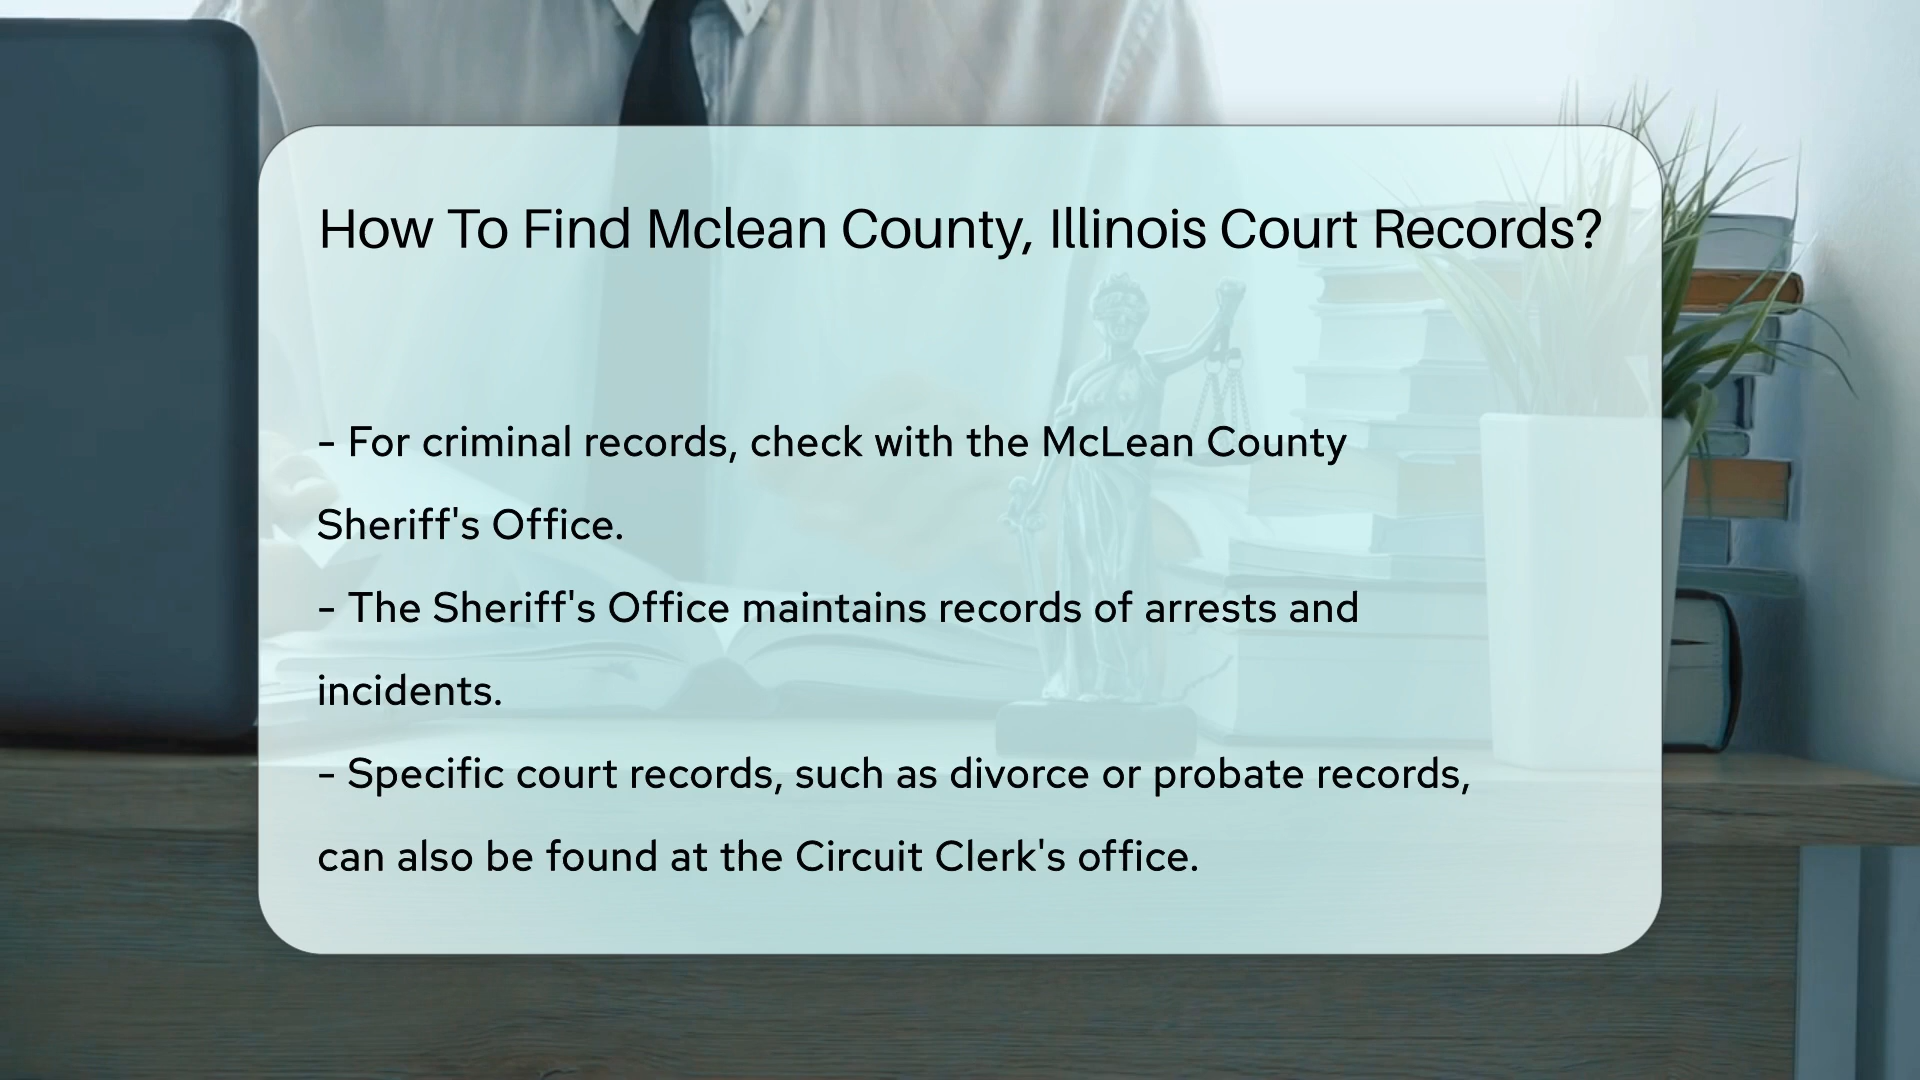 How To Find Mclean County, Illinois Court Records?
- For criminal records, check with the McLean County
Sheriff's Office.
- The Sheriff's Office maintains records of arrests and
incidents.
- Specific court records, such as divorce or probate records,
can also be found at the Circuit Clerk's office.